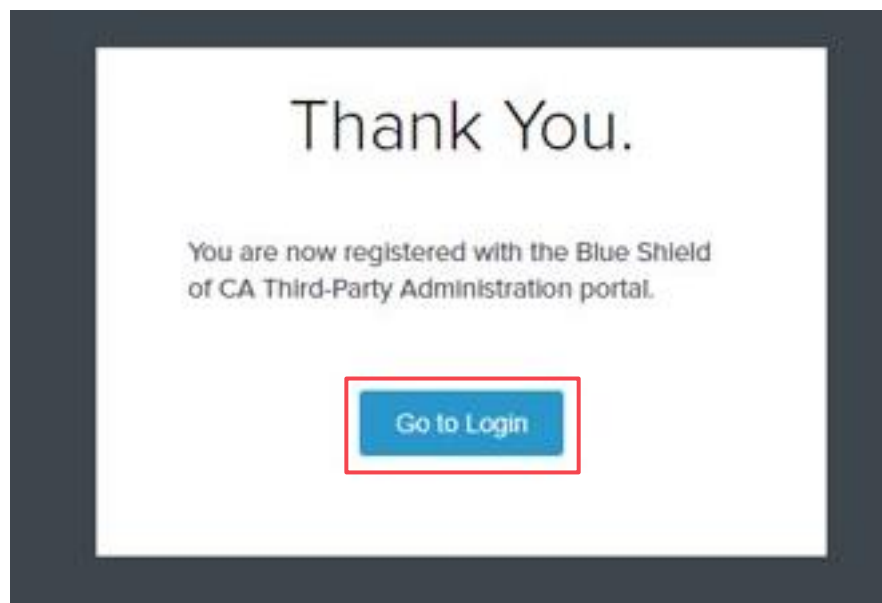 Thank You.
You are now registered with the Blue Shield
of CA Third-Party Administration portal.
Go to Login